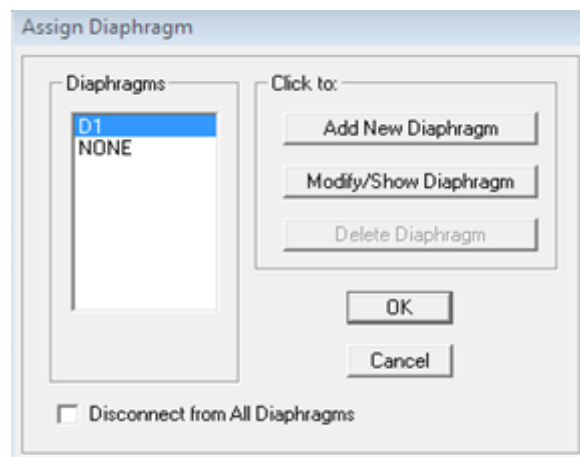 Assign Diaphragm
Diaphragms
D1
NONE
Click to:
Add New Diaphragm
Modify/Show Diaphragm
Delete Diaphragm
OK
Cancel
Disconnect from All Diaphragms